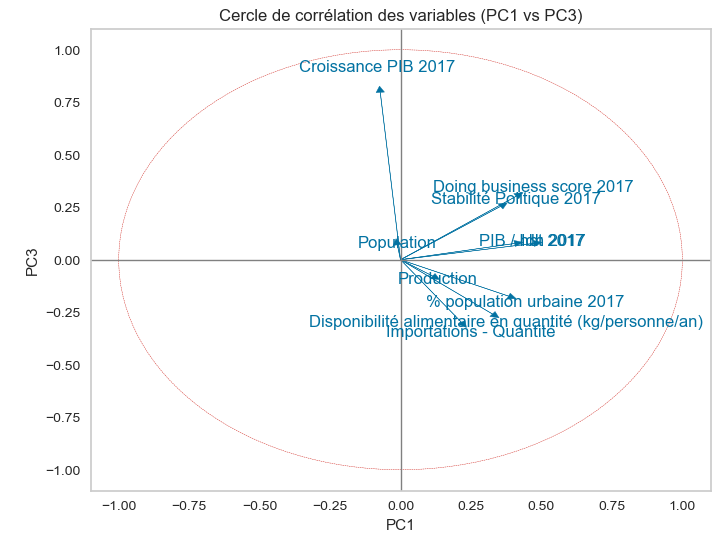 Cercle de corrélation des variables (PC1 vs PC3)
1.00
Croissance PIB 2017
0.75
0.50
Doing business score 2017
Stabilité Politique 2017
0.25
PIB / hbt 2017
Population
0.00
Production
% population urbaine 2017
−0.25
Disponibilité alimentaire en quantité (kg/personne/an)
Importations - Quantité
−0.50
−0.75
−1.00
PC3
−1.00 −0.75 −0.50 −0.25 0.00 0.25 0.50 0.75 1.00
PC1